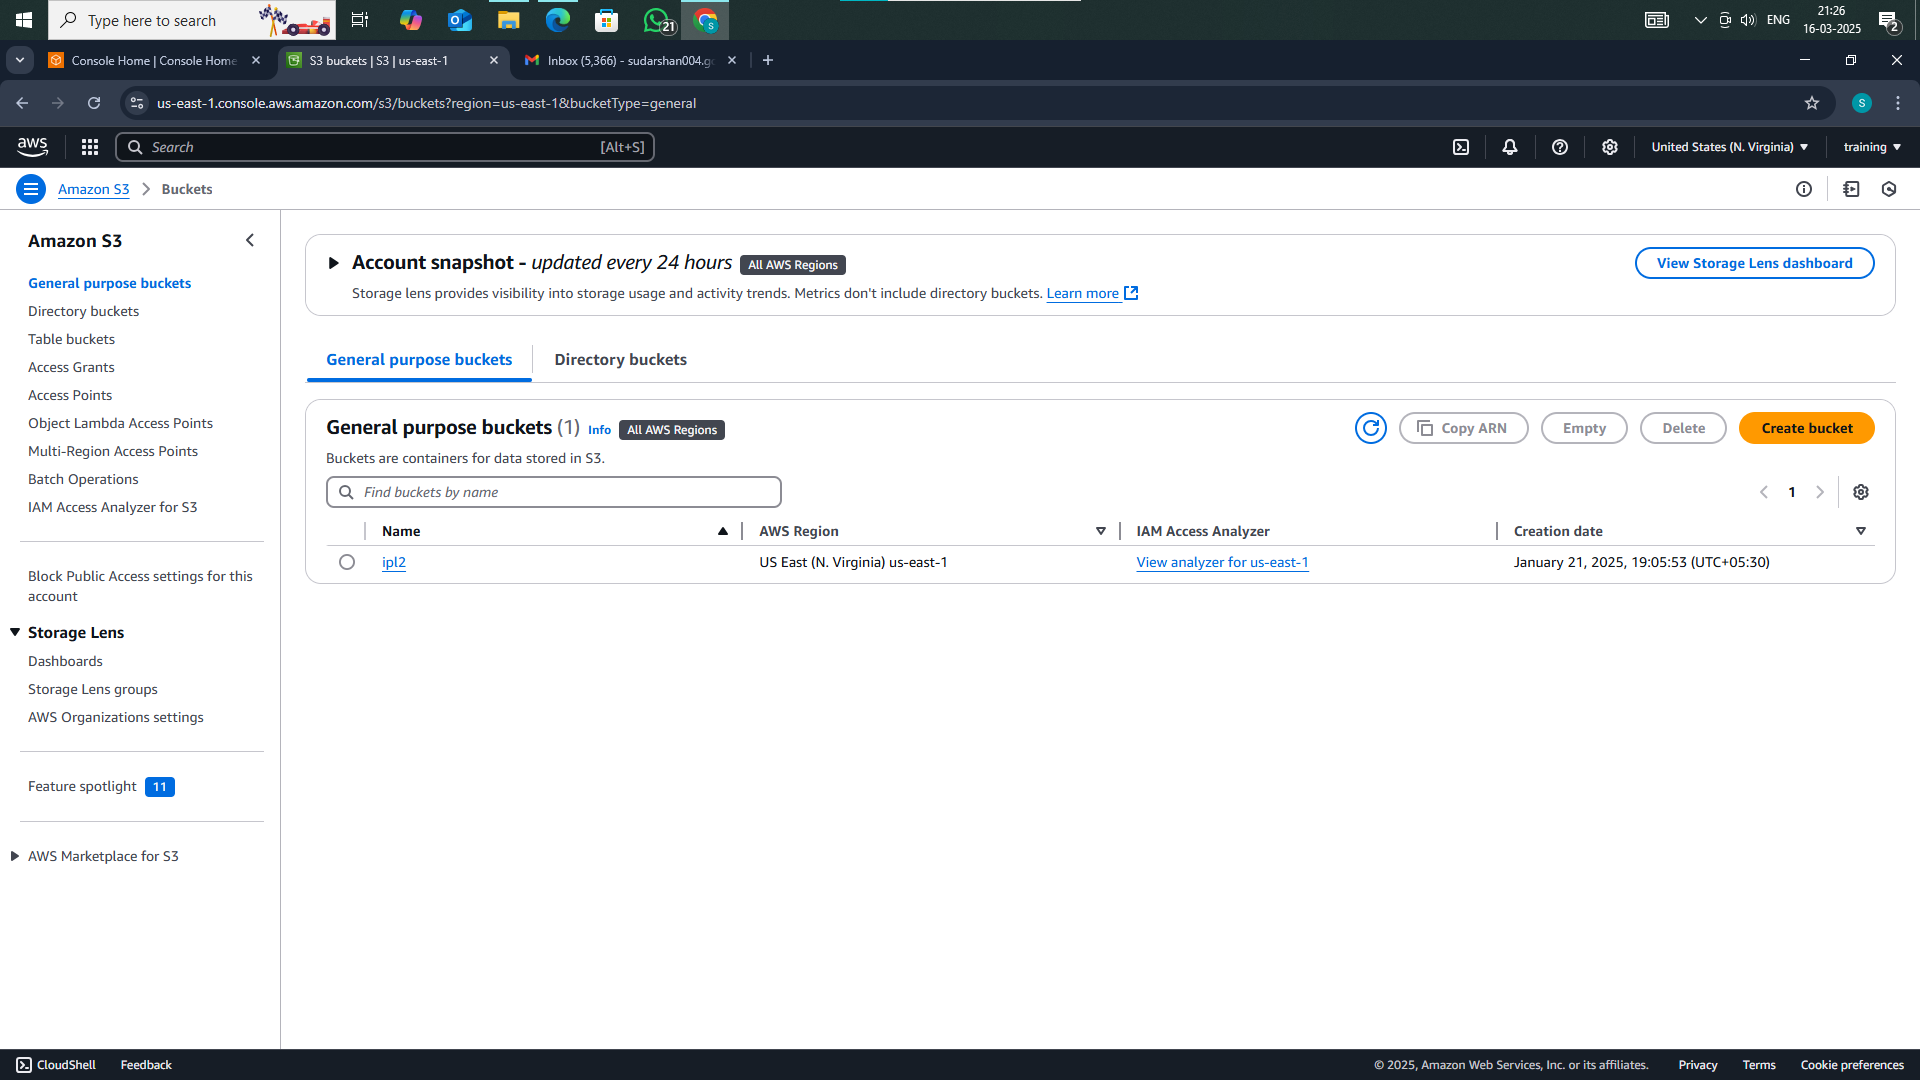 Type here to search
21
S
ENG
21:26
16-03-2025
2
Console Home | Console Home
S3 buckets | S3 | us-east-1
Inbox (5,366) - sudarshan004.g
us-east-1.console.aws.amazon.com/s3/buckets?region=us-east-1&bucketType=general
S
aws
Search
[Alt+S]
United States (N. Virginia)
training
Amazon S3
Buckets
Amazon S3
General purpose buckets
Directory buckets
Table buckets
Access Grants
Access Points
Object Lambda Access Points
Multi-Region Access Points
Batch Operations
IAM Access Analyzer for S3
Block Public Access settings for this
account
Storage Lens
Dashboards
Storage Lens groups
AWS Organizations settings
Feature spotlight 11
AWS Marketplace for S3
Account snapshot - updated every 24 hours All AWS Regions
View Storage Lens dashboard
Storage lens provides visibility into storage usage and activity trends. Metrics don't include directory buckets. Learn more
General purpose buckets
Directory buckets
General purpose buckets (1) Info All AWS Regions
Copy ARN
Empty
Delete
Create bucket
Buckets are containers for data stored in S3.
Find buckets by name
1
Name
AWS Region
IAM Access Analyzer
Creation date
ipl2
US East (N. Virginia) us-east-1
View analyzer for us-east-1
January 21, 2025, 19:05:53 (UTC+05:30)
CloudShell
Feedback
© 2025, Amazon Web Services, Inc. or its affiliates.
Privacy
Terms
Cookie preferences